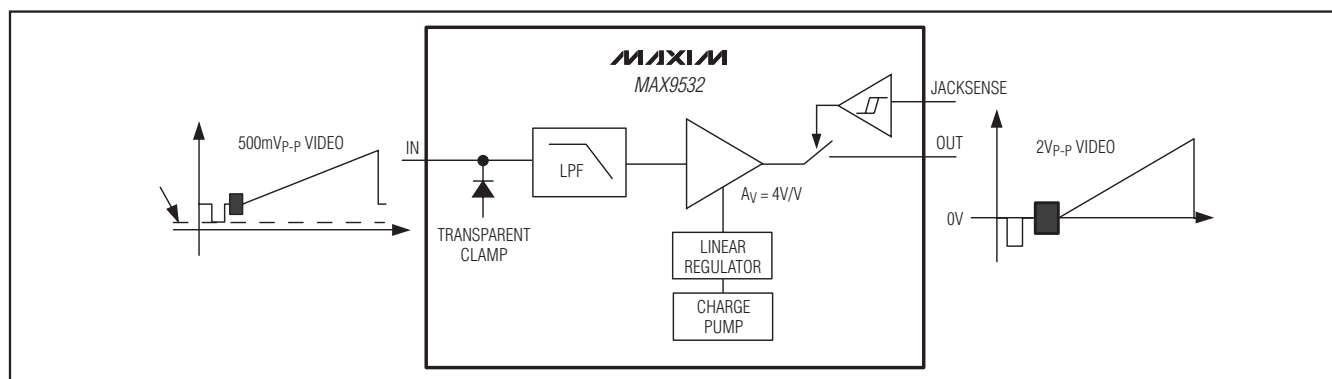 MAXIM
MAX9532
JACKSENSE
500mVP-P VIDEO
IN
LPF
OUT
2VP-P VIDEO
AV = 4V/V
0V
TRANSPARENT
CLAMP
LINEAR
REGULATOR
CHARGE
PUMP